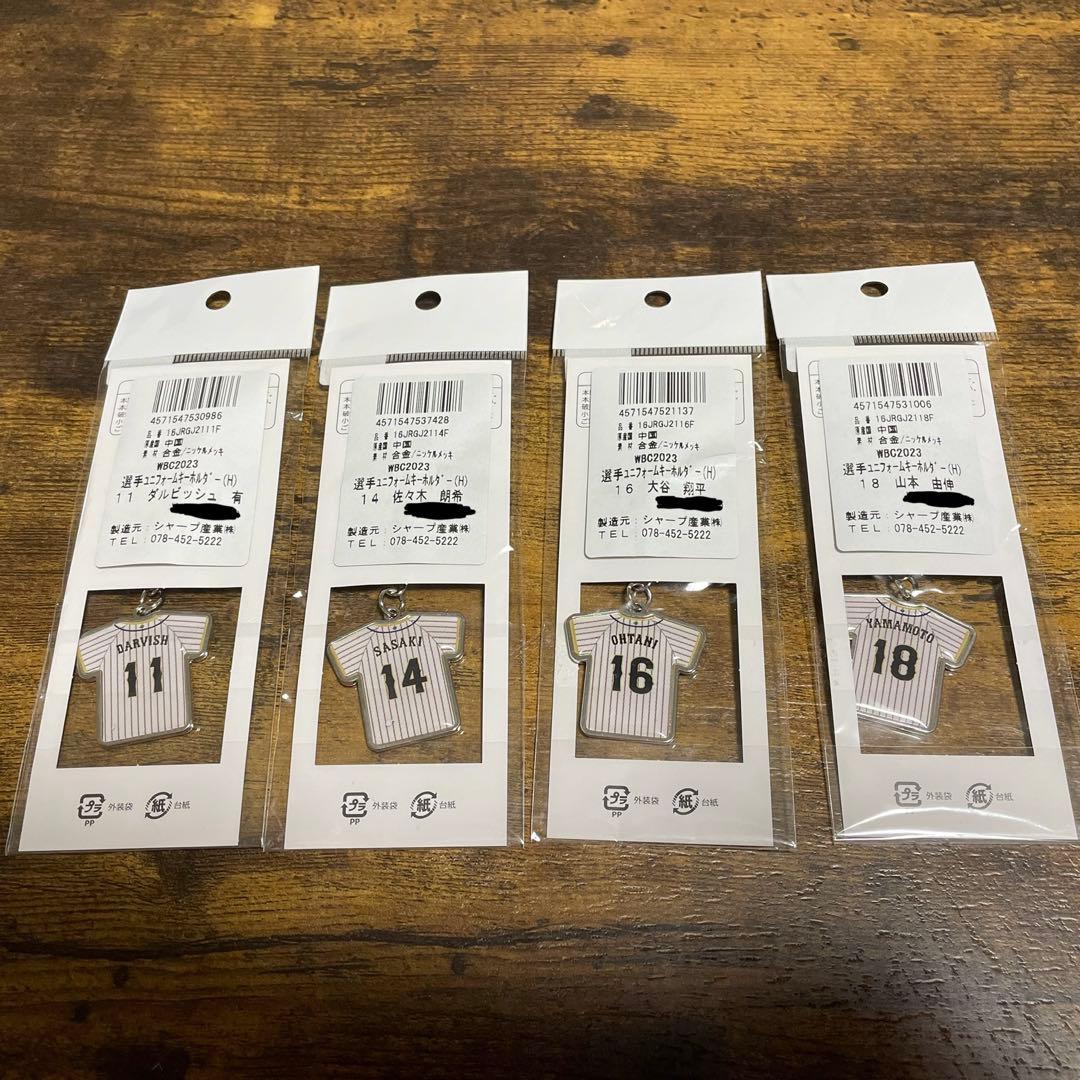 4571547530986
品番 16JRGJ2111F
原産国 中国
素材 合金/ニッケルメッキ
WBC2023
選手ユニフォームキーホルダー(H)
11 ダルビッシュ 有
製造元:シャープ産業㈱
TEL:078-452-5222
DARVISH
11
プラ
PP
外装袋
紙
台紙
4571547537428
品番 16JRGJ2114F
原産国 中国
素材 合金/ニッケルメッキ
WBC2023
選手ユニフォームキーホルダー(H)
14 佐々木 朗希
製造元:シャープ産業㈱
TEL:078-452-5222
SASAKI
14
プラ
PP
外装袋
紙
台紙
4571547521137
品番 16JRGJ2116F
原産国 中国
素材 合金/ニッケルメッキ
WBC2023
選手ユニフォームキーホルダー(H)
16 大谷 翔平
製造元:シャープ産業㈱
TEL:078-452-5222
OHTANI
16
プラ
PP
外装袋
紙
台紙
4571547531006
品番 16JRGJ2118F
原産国 中国
素材 合金/ニッケルメッキ
WBC2023
選手ユニフォームキーホルダー(H)
18 山本 由伸
製造元:シャープ産業㈱
TEL:078-452-5222
YAMAMOTO
18
プラ
外装袋
紙
台紙